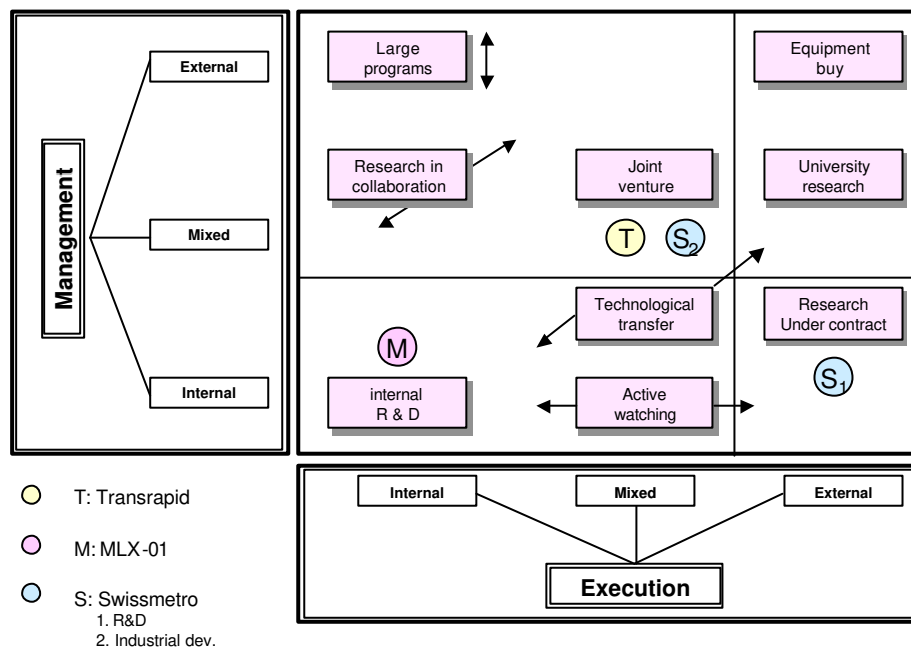 Management
External
Mixed
Internal
Large
programs
Equipment
buy
Research in
collaboration
Joint
venture
University
research
T
S2
Technological
transfer
Research
Under contract
M
S1
internal
R & D
Active
watching
Internal
Mixed
External
Execution
T: Transrapid
M: MLX-01
S: Swissmetro
1. R&D
2. Industrial dev.